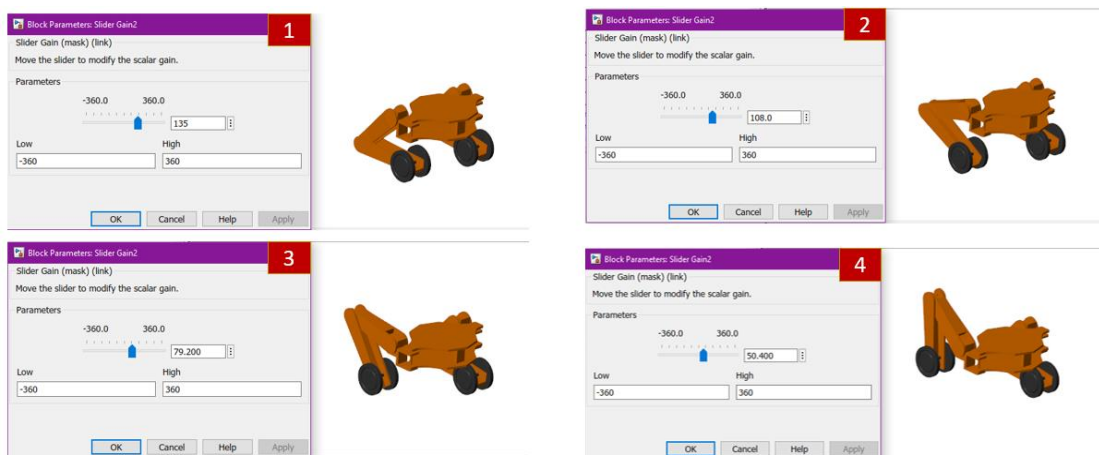 Block Parameters: Slider Gain2
1
Slider Gain (mask) (link)
Move the slider to modify the scalar gain.
Parameters
-360.0 360.0
135
Low High
-360 360
OK Cancel Help Apply
Block Parameters: Slider Gain2
2
Slider Gain (mask) (link)
Move the slider to modify the scalar gain.
Parameters
-360.0 360.0
108.0
Low High
-360 360
OK Cancel Help Apply
Block Parameters: Slider Gain2
3
Slider Gain (mask) (link)
Move the slider to modify the scalar gain.
Parameters
-360.0 360.0
79.200
Low High
-360 360
OK Cancel Help Apply
Block Parameters: Slider Gain2
4
Slider Gain (mask) (link)
Move the slider to modify the scalar gain.
Parameters
-360.0 360.0
50.400
Low High
-360 360
OK Cancel Help Apply